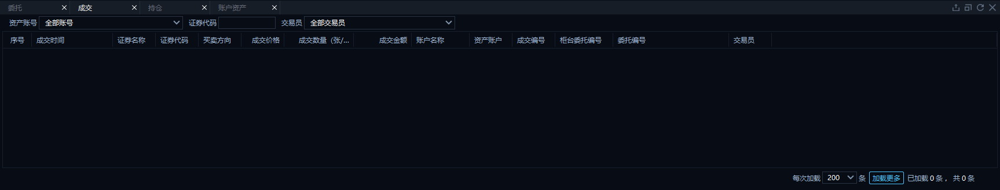 委托 成交 持仓 账户资产
资产账号 全部账号 证券代码 交易员 全部交易员
序号 成交时间 证券名称 证券代码 买卖方向 成交价格 成交数量（张/... 成交金额 账户名称 资产账户 成交编号 柜台委托编号 委托编号 交易员
每次加载 200 条 加载更多 已加载 0 条， 共 0 条